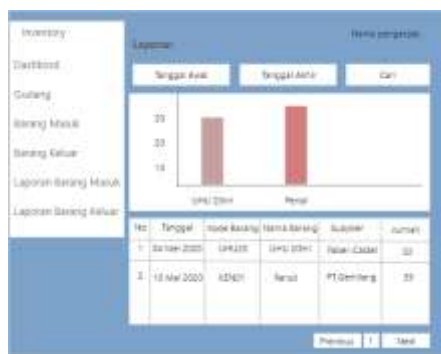 Inventory
Nama pengguna
Laporan
Dashboard
Tanggal Awal
Tanggal Akhir
Cari
Gudang
Barang Masuk
Barang Keluar
Laporan Barang Masuk
Laporan Barang Keluar
20
10
Pensil
No Tanggal Kode Barang Nama Barang Supplier Jumlah
1 Mei 2020
2 10 Mei 2020 Pensil PT.Gemilang
Previous 1 Next